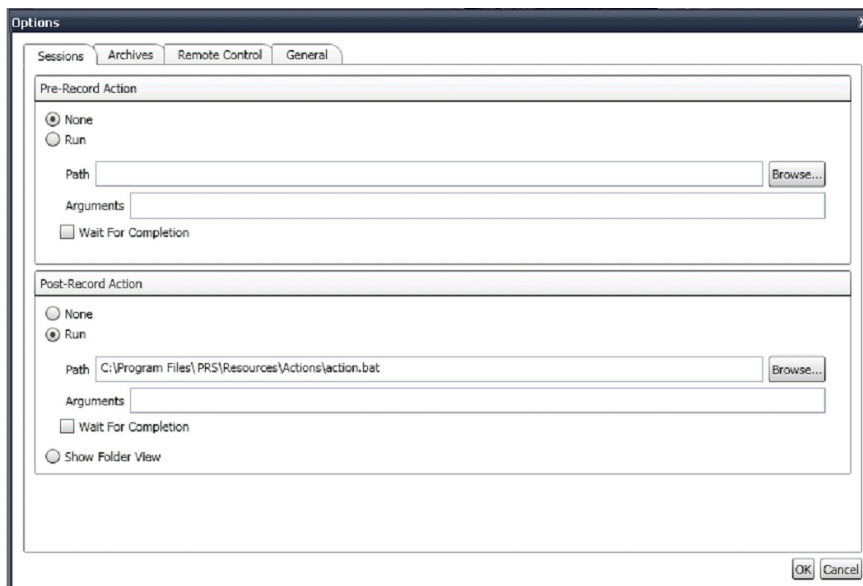 Options
Sessions Archives Remote Control General
Pre-Record Action
None
Run
Path Browse...
Arguments
Wait For Completion
Post-Record Action
None
Run
Path C:\Program Files\PRS\Resources\Actions\action.bat Browse...
Arguments
Wait For Completion
Show Folder View
OK Cancel